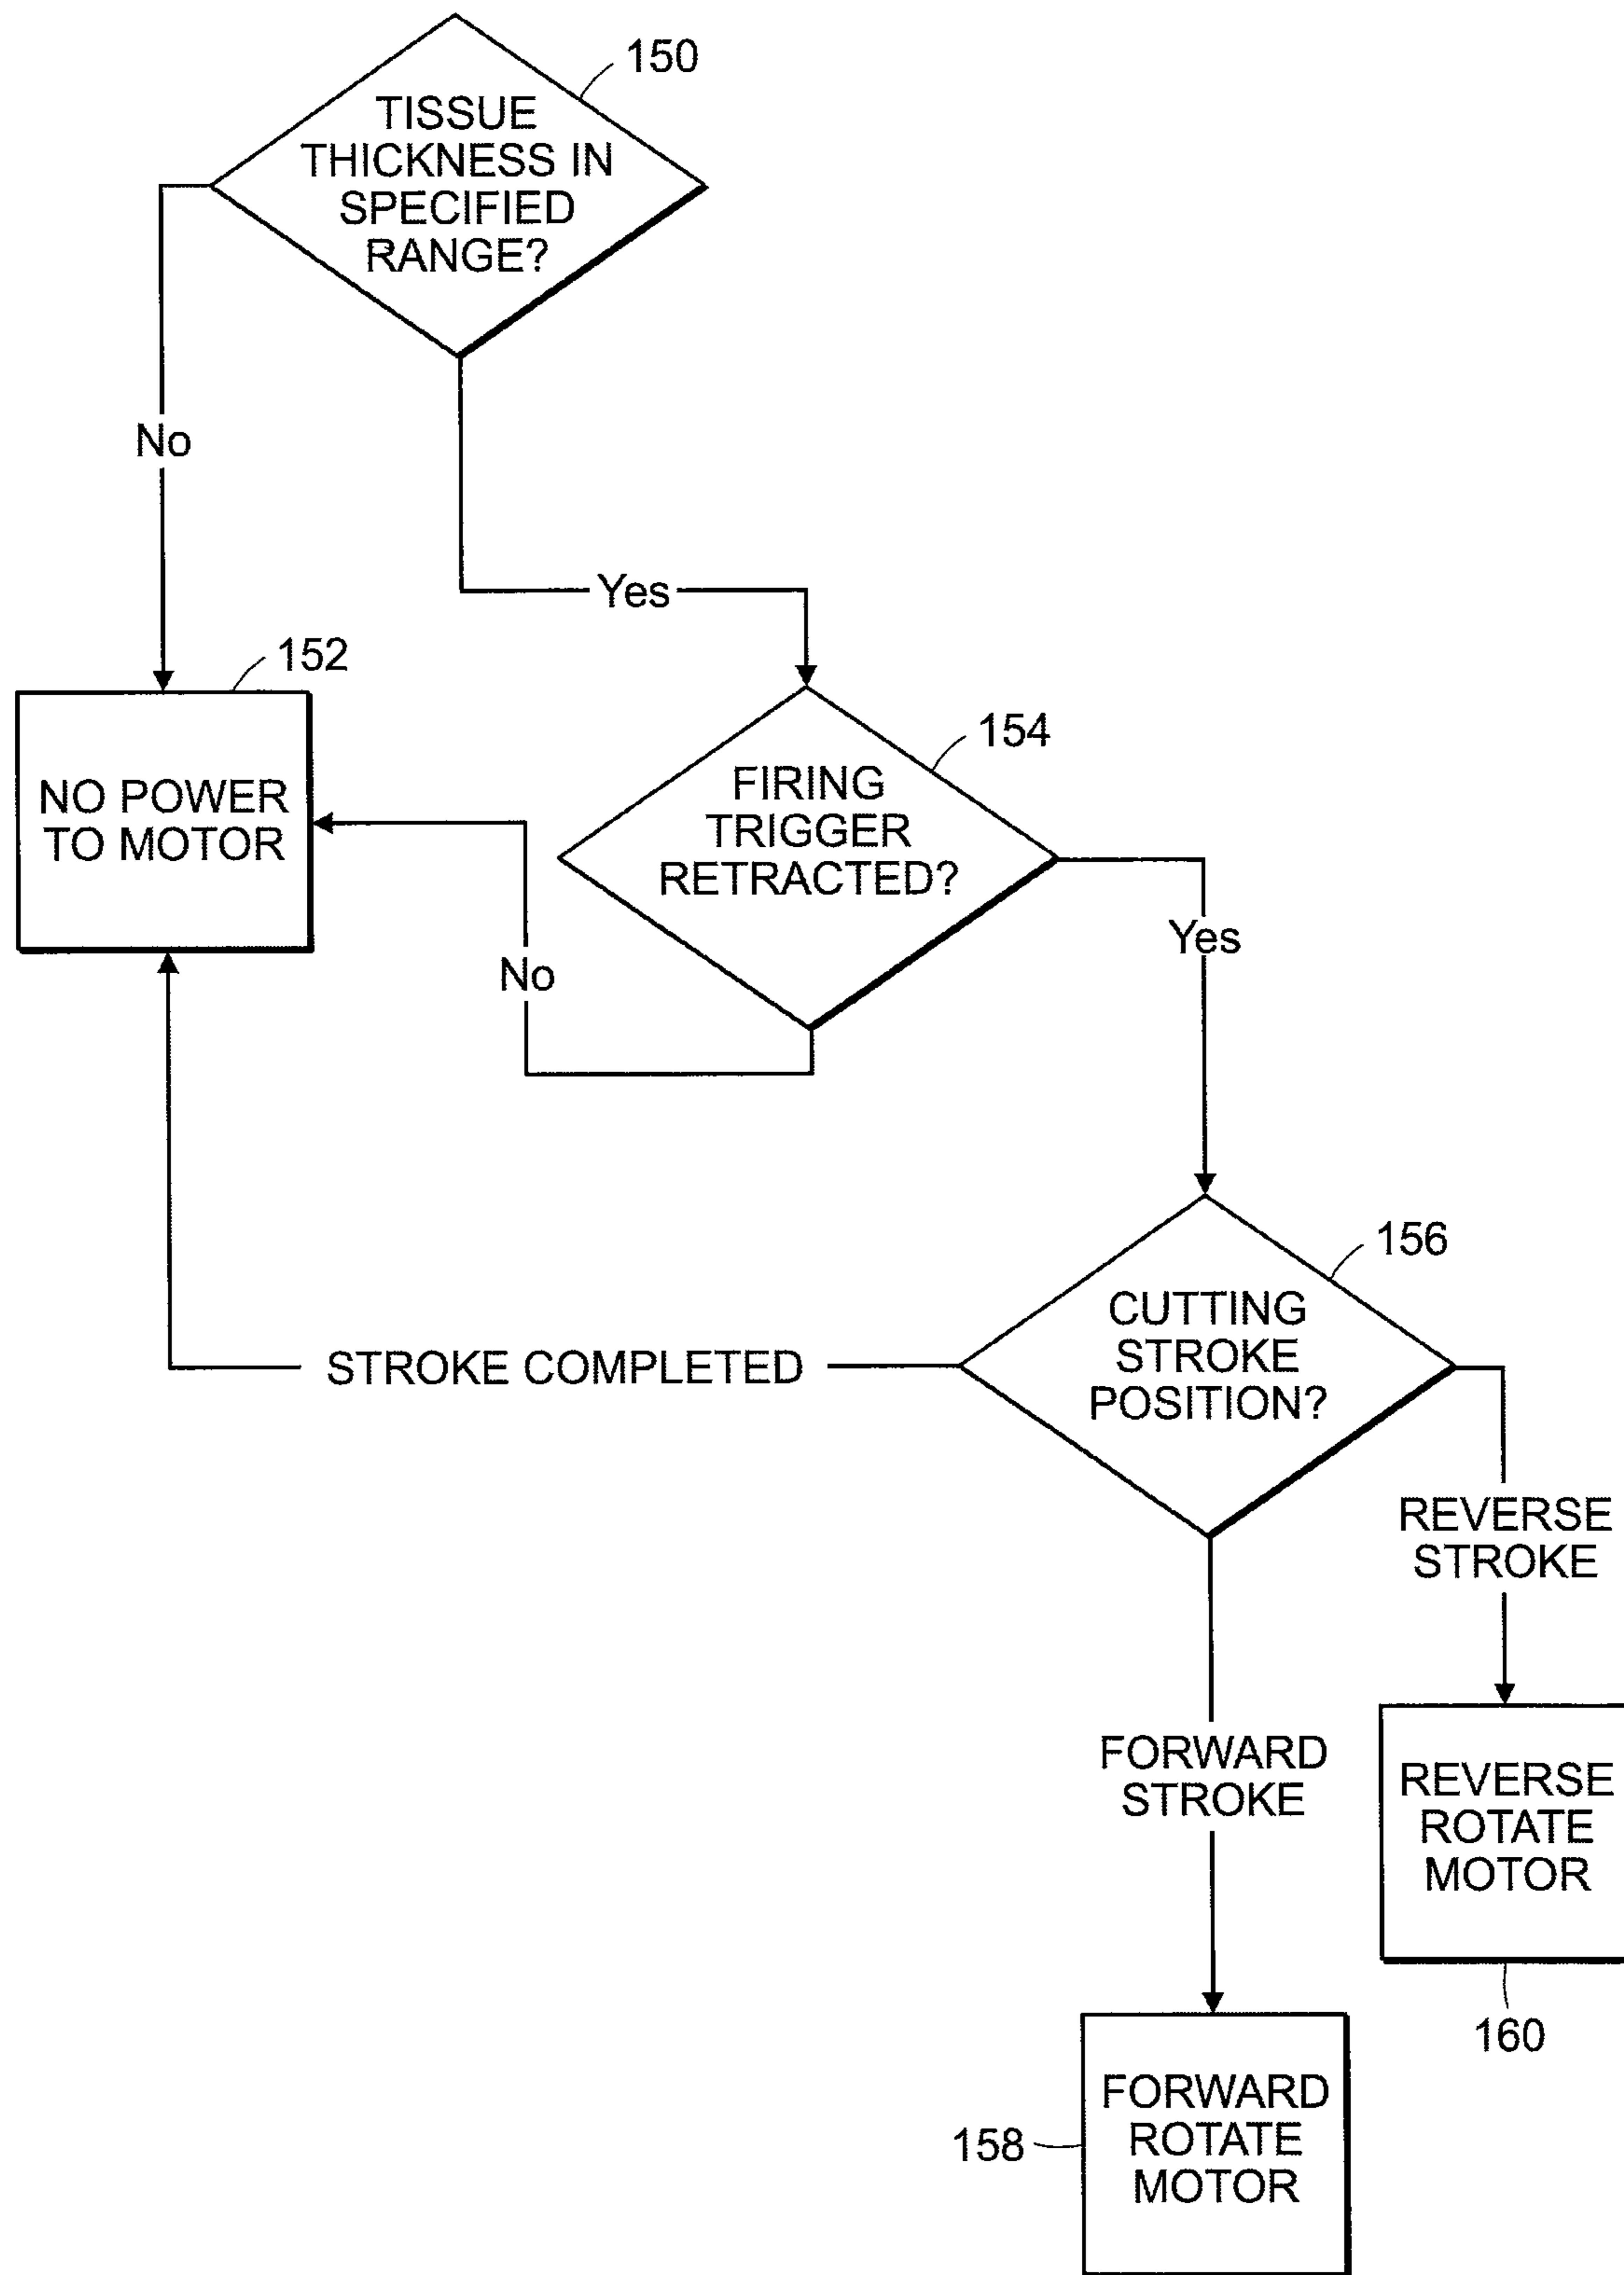 150
TISSUE
THICKNESS IN
SPECIFIED
RANGE?
No
Yes
152
NO POWER
TO MOTOR
154
FIRING
TRIGGER
RETRACTED?
Yes
No
156
CUTTING
STROKE
POSITION?
STROKE COMPLETED
REVERSE
STROKE
FORWARD
STROKE
REVERSE
ROTATE
MOTOR
160
FORWARD
ROTATE
MOTOR
158